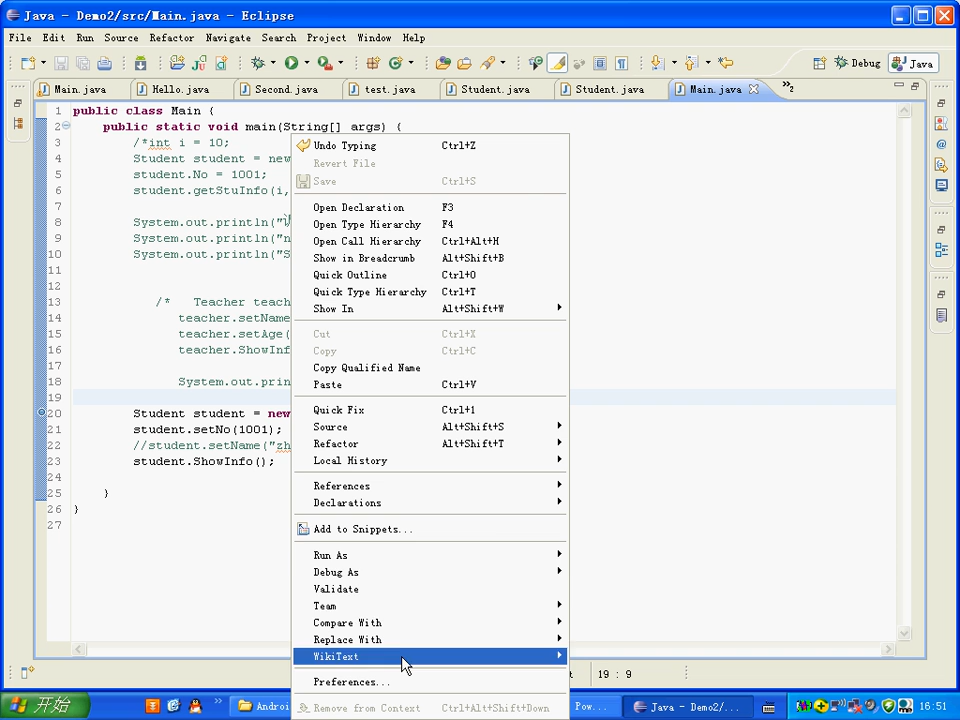 Java - Demo2/src/Main.java - Eclipse
File Edit Run Source Refactor Navigate Search Project Window Help
Debug Java
Main.java Hello.java Second.java test.java Student.java Student.java Main.java »2
1 public class Main {
2 public static void main(String[] args) {
3 /*int i = 10;
4 Student student = new
5 student.No = 1001;
6 student.getStuInfo(i,
7
8 System.out.println("
9 System.out.println("n
10 System.out.println("S
11
12
13 /* Teacher teach
14 teacher.setName
15 teacher.setAge(
16 teacher.ShowInf
17
18 System.out.prin
19
20 Student student = new
21 student.setNo(1001);
22 //student.setName("zh
23 student.ShowInfo();
24
25 }
26 }
27
Undo Typing Ctrl+Z
Revert File
Save Ctrl+S
Open Declaration F3
Open Type Hierarchy F4
Open Call Hierarchy Ctrl+Alt+H
Show in Breadcrumb Alt+Shift+B
Quick Outline Ctrl+O
Quick Type Hierarchy Ctrl+T
Show In Alt+Shift+W
Cut Ctrl+X
Copy Ctrl+C
Copy Qualified Name
Paste Ctrl+V
Quick Fix Ctrl+1
Source Alt+Shift+S
Refactor Alt+Shift+T
Local History
References
Declarations
Add to Snippets...
Run As
Debug As
Validate
Team
Compare With
Replace With
WikiText
Preferences...
Remove from Context Ctrl+Alt+Shift+Down
t 19 : 9
开始 Androi Pow... Java - Demo2/... 16:51